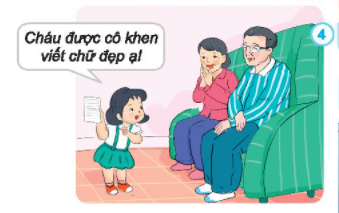 Cháu được cô khen
viết chữ đẹp ạ!
4